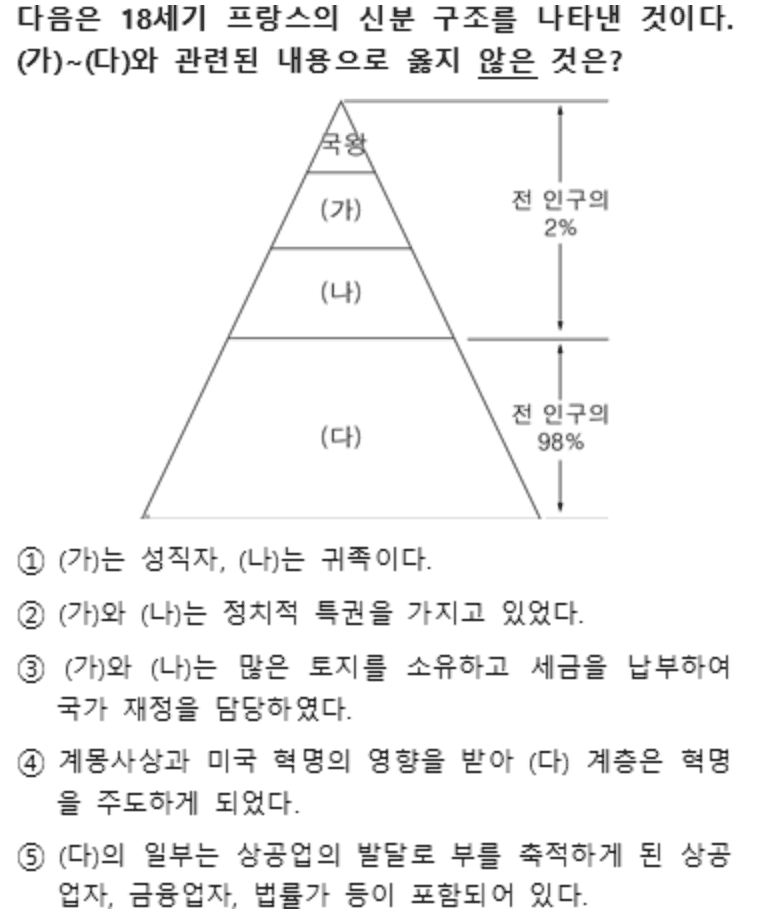 다음은 18세기 프랑스의 신분 구조를 나타낸 것이다.
(가)~(다)와 관련된 내용으로 옳지 않은 것은?
국왕
(가)
전 인구의
2%
(나)
(다)
전 인구의
98%
① (가)는 성직자, (나)는 귀족이다.
② (가)와 (나)는 정치적 특권을 가지고 있었다.
③ (가)와 (나)는 많은 토지를 소유하고 세금을 납부하여
국가 재정을 담당하였다.
④ 계몽사상과 미국 혁명의 영향을 받아 (다) 계층은 혁명
을 주도하게 되었다.
⑤ (다)의 일부는 상공업의 발달로 부를 축적하게 된 상공
업자, 금융업자, 법률가 등이 포함되어 있다.